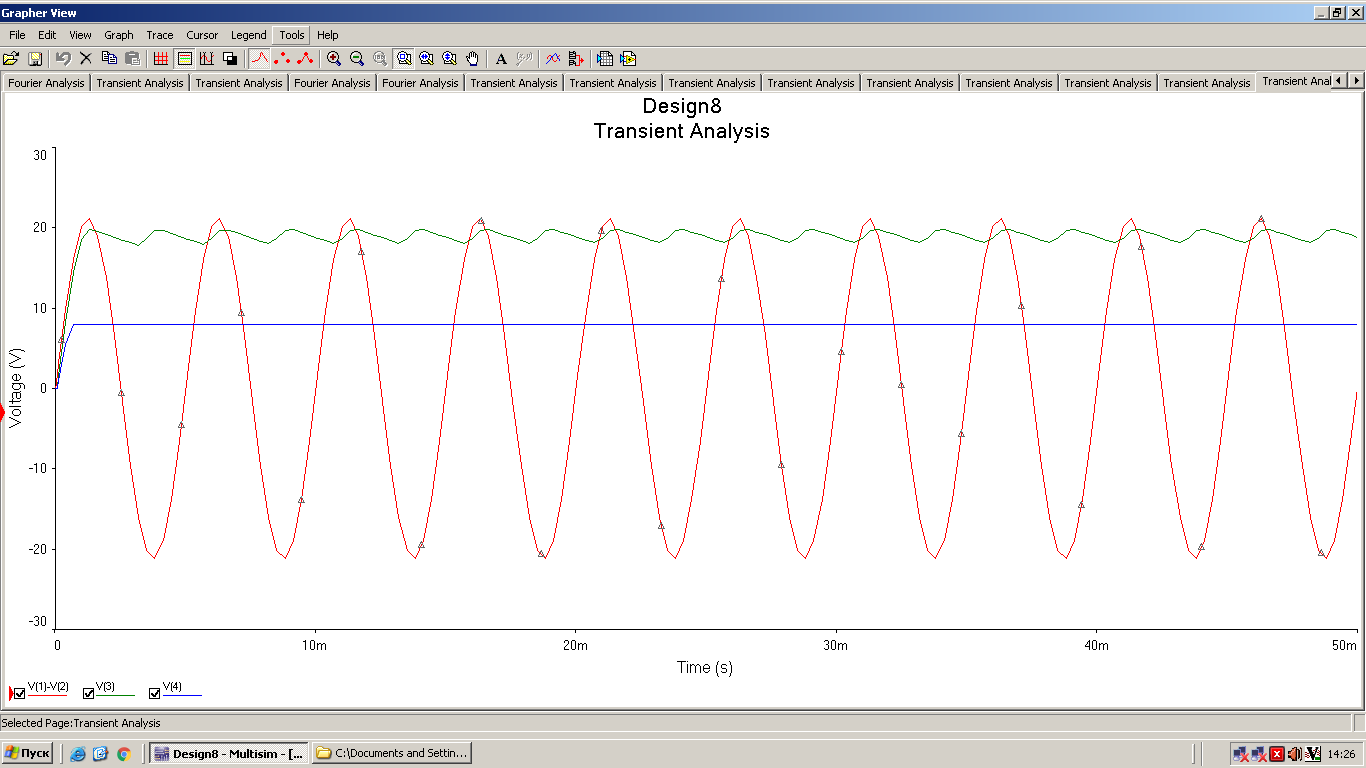 Grapher View
File Edit View Graph Trace Cursor Legend Tools Help
Fourier Analysis Transient Analysis Transient Analysis Fourier Analysis Fourier Analysis Transient Analysis Transient Analysis Transient Analysis Transient Analysis Transient Analysis Transient Analysis Transient Analysis Transient Analysis Transient Anal
Design8
Transient Analysis
30
20
10
0
-10
-20
-30
Voltage (V)
0 10m 20m 30m 40m 50m
Time (s)
V(1)-V(2) V(3) V(4)
Selected Page:Transient Analysis
Пуск Design8 - Multisim - [... C:\Documents and Settin... 14:26